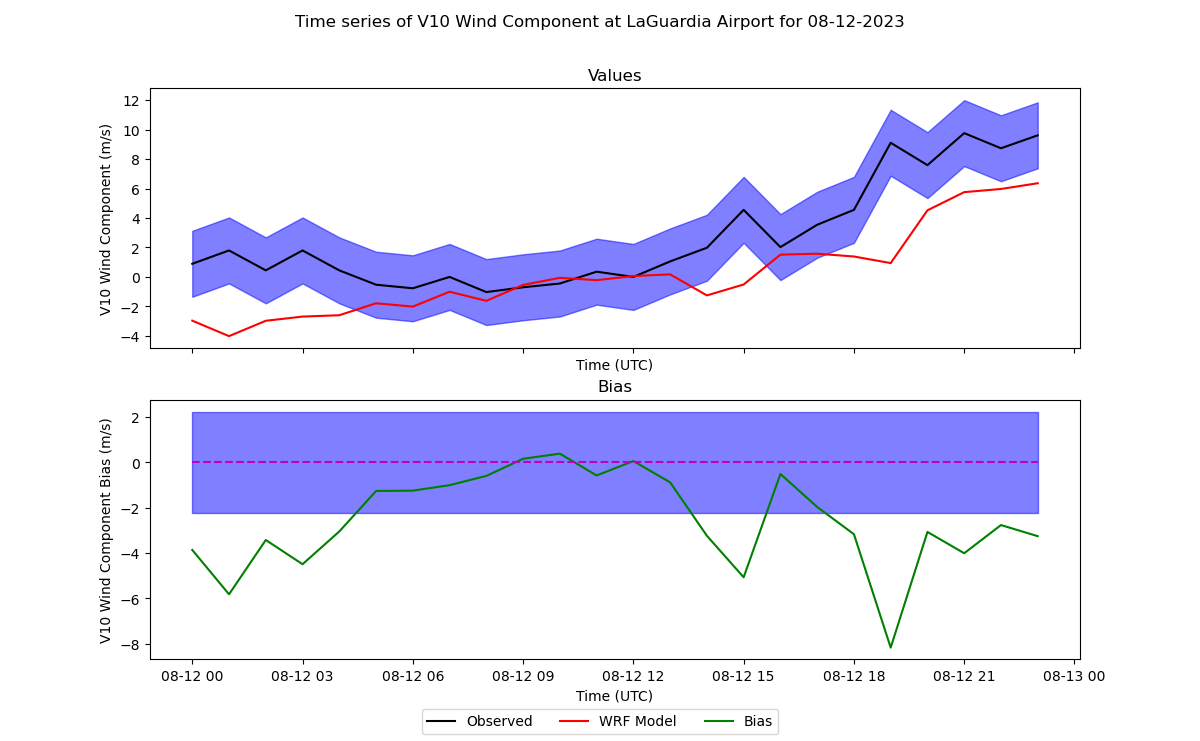 Time series of V10 Wind Component at LaGuardia Airport for 08-12-2023
Values
V10 Wind Component (m/s)
12
10
8
6
4
2
0
−2
−4
Time (UTC)
Bias
V10 Wind Component Bias (m/s)
2
0
−2
−4
−6
−8
08-12 00 08-12 03 08-12 06 08-12 09 08-12 12 08-12 15 08-12 18 08-12 21 08-13 00
Time (UTC)
Observed WRF Model Bias